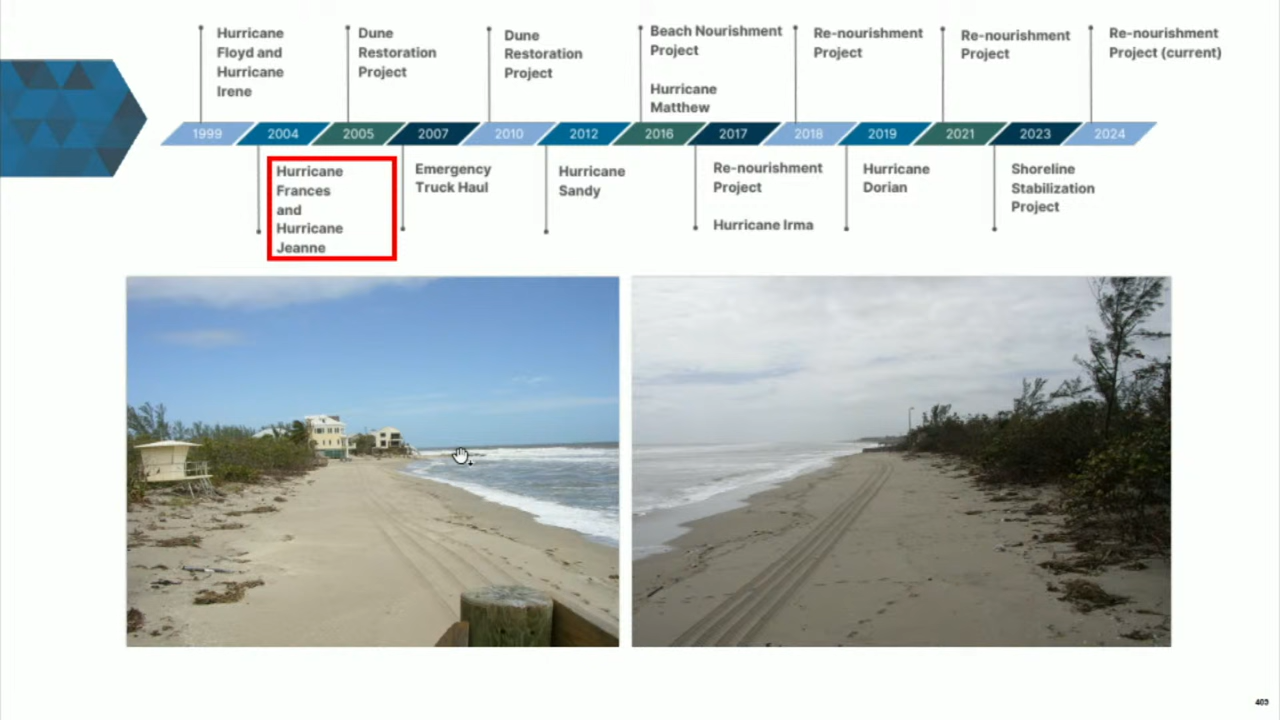 Hurricane
Floyd and
Hurricane
Irene
Dune
Restoration
Project
Dune
Restoration
Project
Beach Nourishment
Project
Hurricane
Matthew
Re-nourishment
Project
Re-nourishment
Project
Re-nourishment
Project (current)
1999 2004 2005 2007 2010 2012 2016 2017 2018 2019 2021 2023 2024
Hurricane
Frances
and
Hurricane
Jeanne
Emergency
Truck Haul
Hurricane
Sandy
Re-nourishment
Project
Hurricane Irma
Hurricane
Dorian
Shoreline
Stabilization
Project